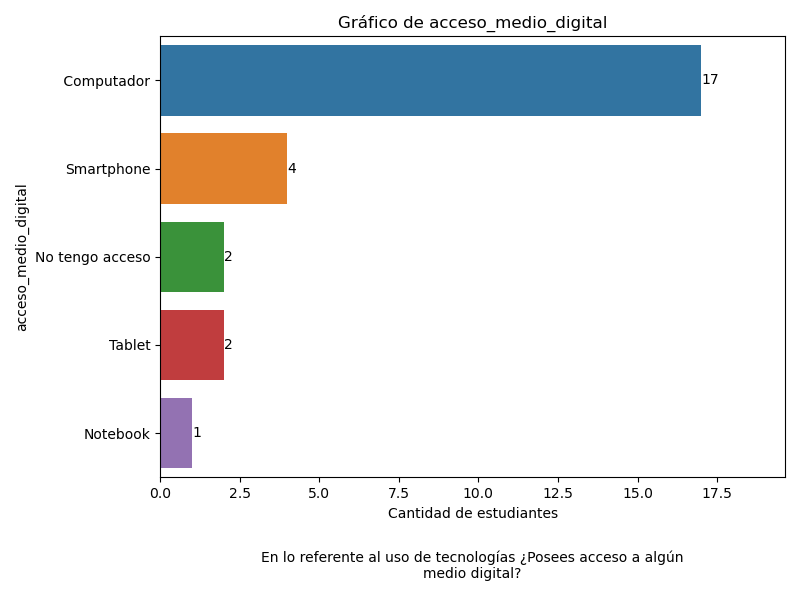 Gráfico de acceso_medio_digital
acceso_medio_digital
Computador
17
Smartphone
4
No tengo acceso
2
Tablet
2
Notebook
1
0.0 2.5 5.0 7.5 10.0 12.5 15.0 17.5
Cantidad de estudiantes
En lo referente al uso de tecnologías ¿Posees acceso a algún
medio digital?